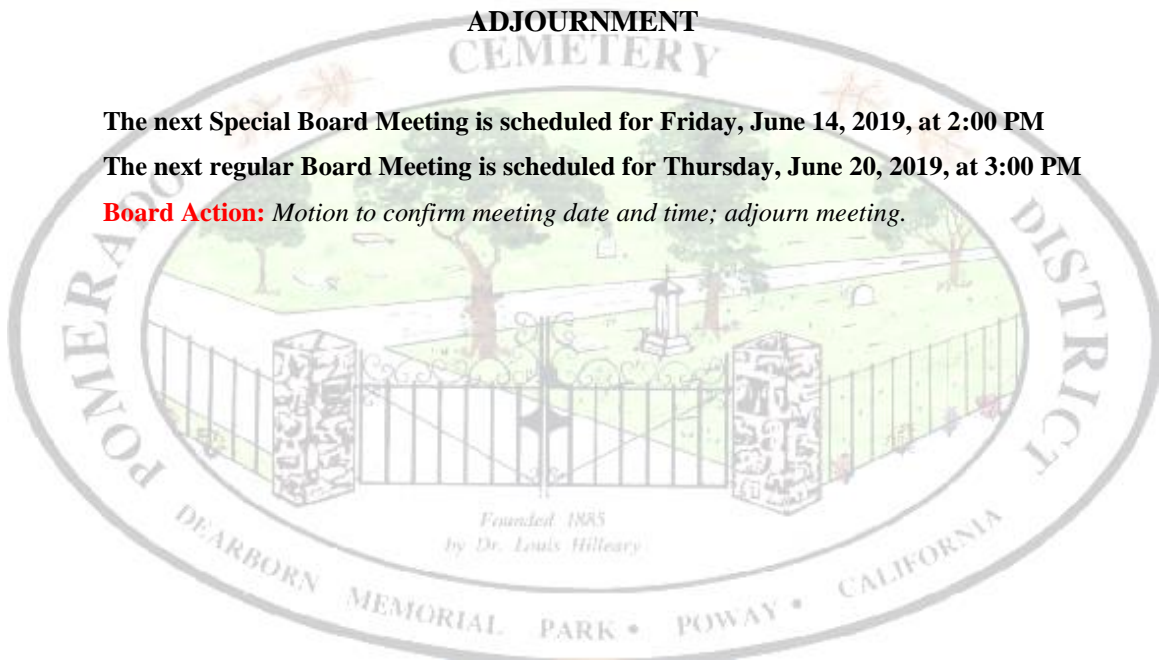 ADJOURNMENT
CEMETERY
The next Special Board Meeting is scheduled for Friday, June 14, 2019, at 2:00 PM
The next regular Board Meeting is scheduled for Thursday, June 20, 2019, at 3:00 PM
Board Action: Motion to confirm meeting date and time; adjourn meeting.
POMERADO
DISTRICT
Founded 1885
by Dr. Louis Hilleary
DEARBORN MEMORIAL PARK • POWAY • CALIFORNIA